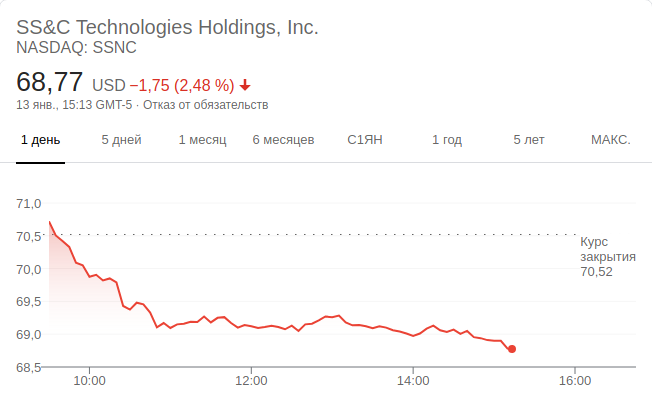 SS&C Technologies Holdings, Inc.
NASDAQ: SSNC
68,77 USD −1,75 (2,48 %)
13 янв., 15:13 GMT-5 · Отказ от обязательств
1 день 5 дней 1 месяц 6 месяцев С1ЯН 1 год 5 лет МАКС.
71,0
70,5
70,0
69,5
69,0
68,5
Курс
закрытия
70,52
10:00 12:00 14:00 16:00